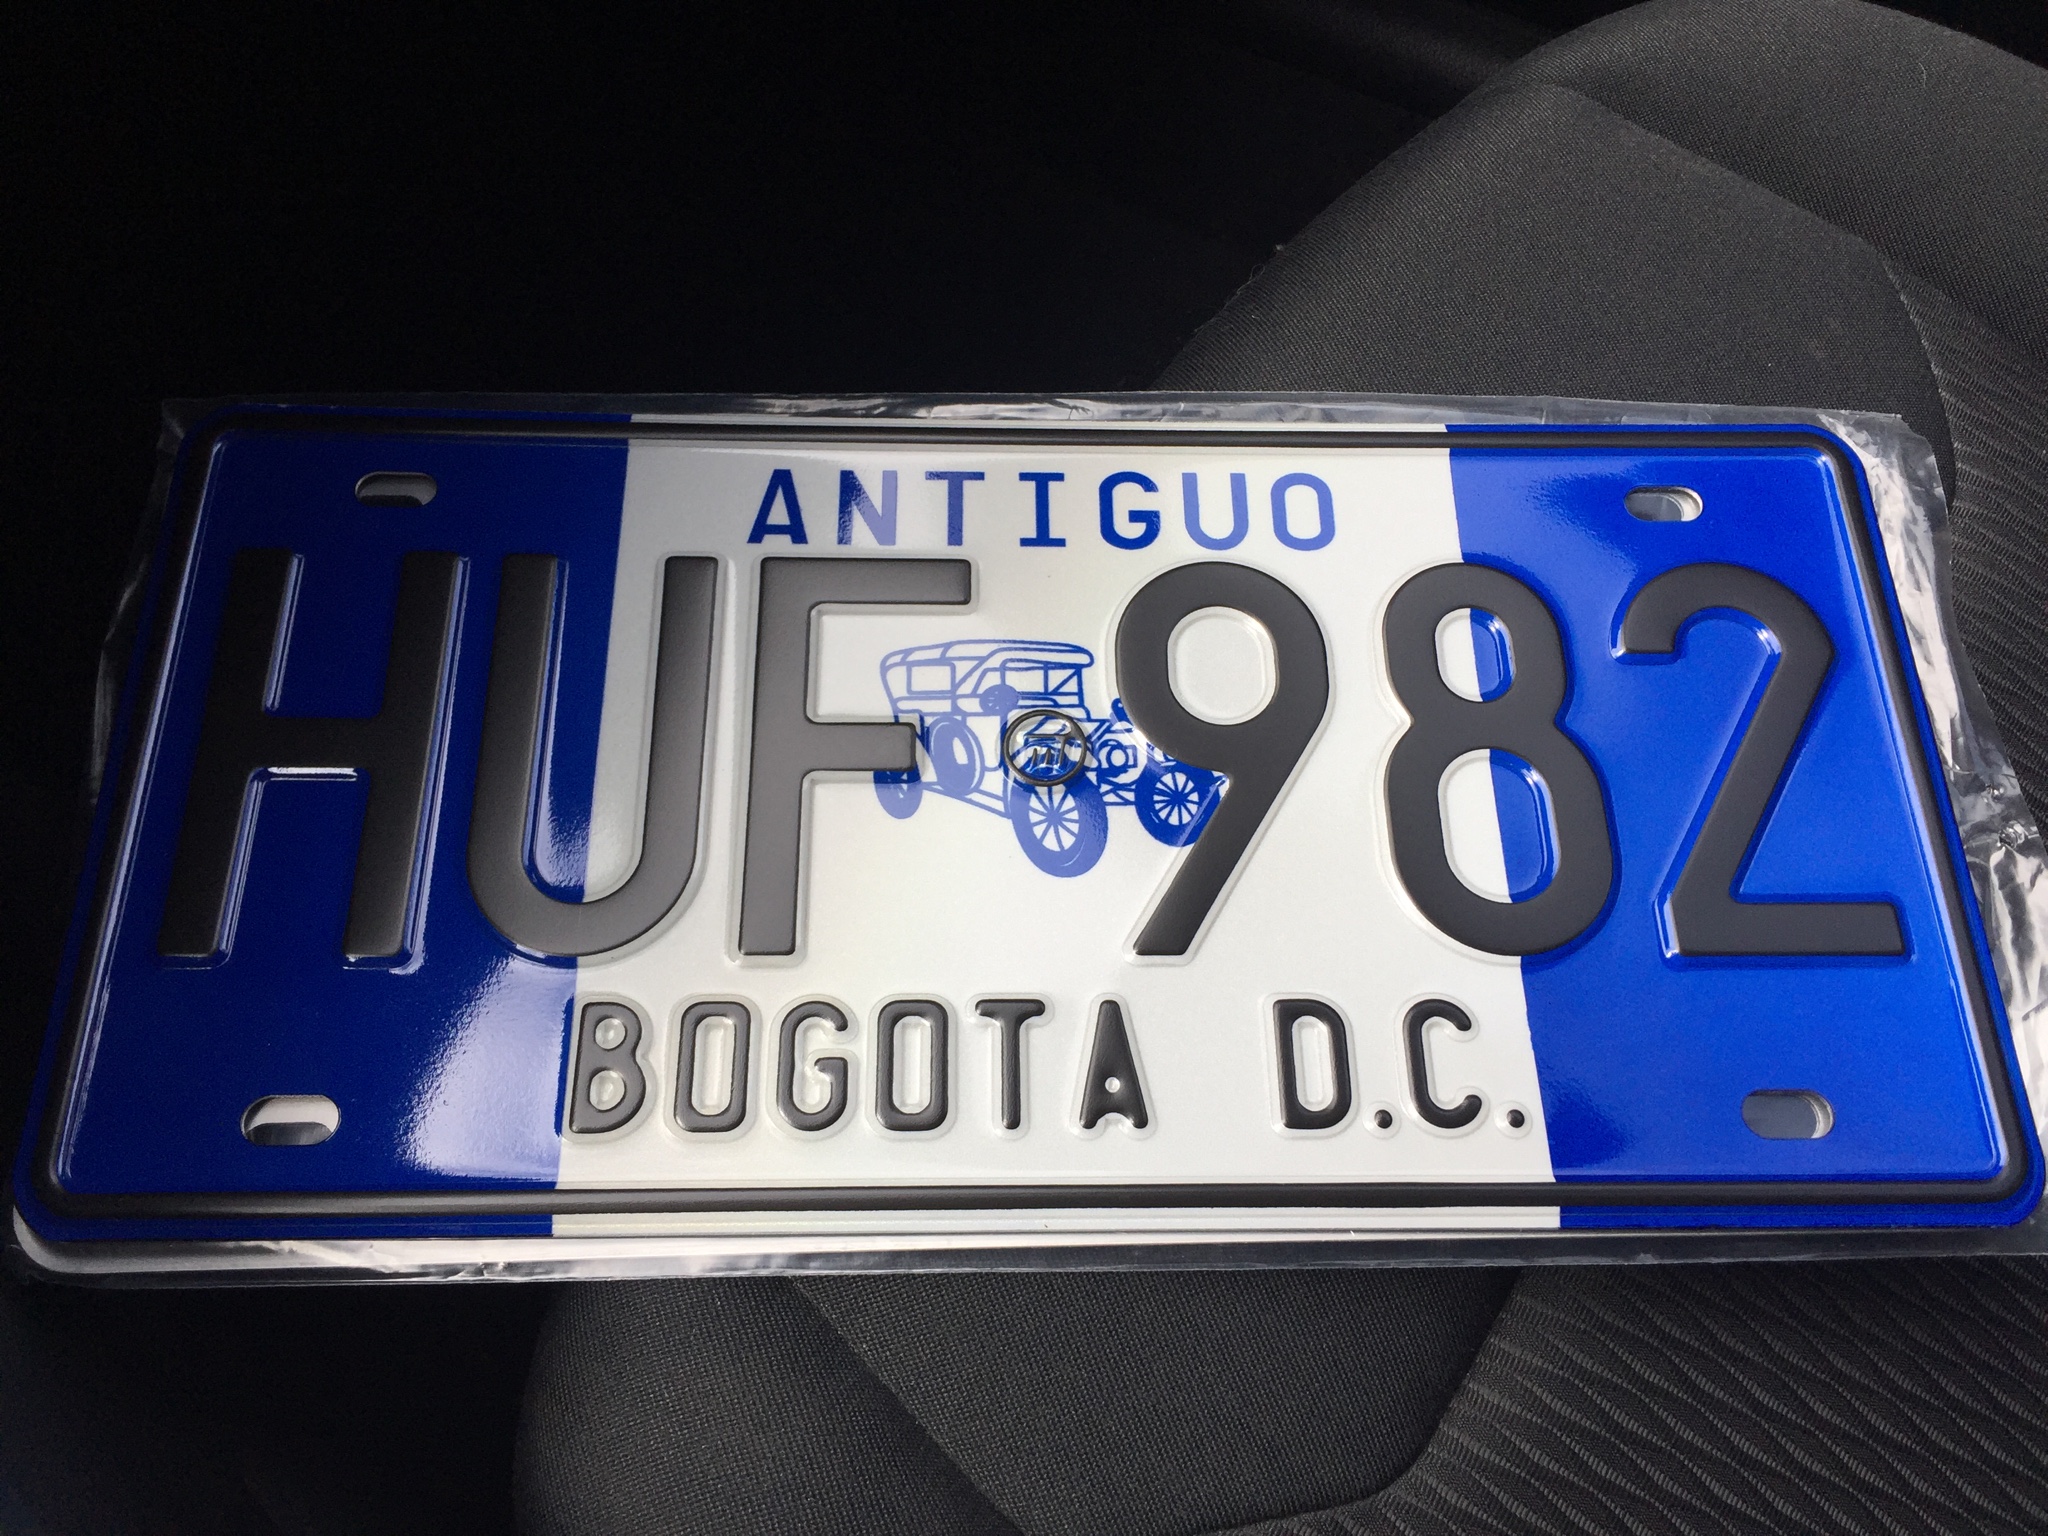 ANTIGUO
HUF 982
BOGOTA D.C.